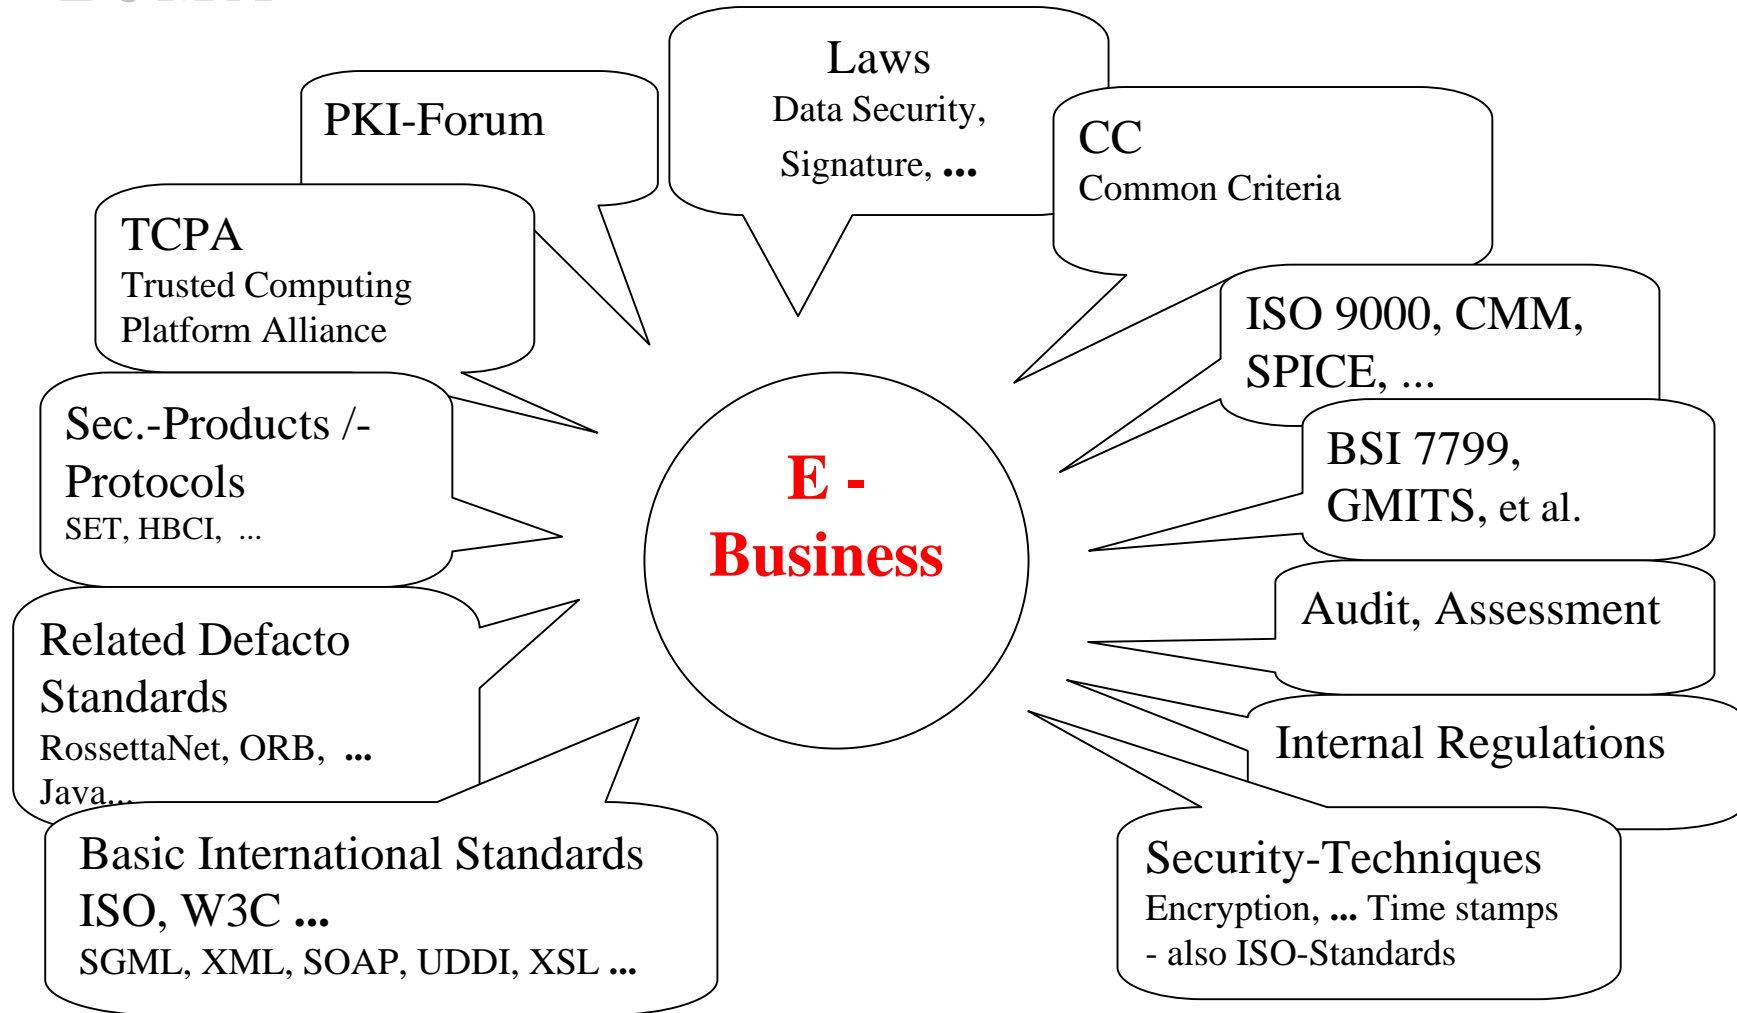 Laws
Data Security,
Signature, ...
PKI-Forum
CC
Common Criteria
TCPA
Trusted Computing
Platform Alliance
ISO 9000, CMM,
SPICE, ...
Sec.-Products /-
Protocols
SET, HBCI, ...
BSI 7799,
GMITS, et al.
E -
Business
Audit, Assessment
Related Defacto
Standards
RossettaNet, ORB, ...
Java...
Internal Regulations
Basic International Standards
ISO, W3C ...
SGML, XML, SOAP, UDDI, XSL ...
Security-Techniques
Encryption, ... Time stamps
- also ISO-Standards